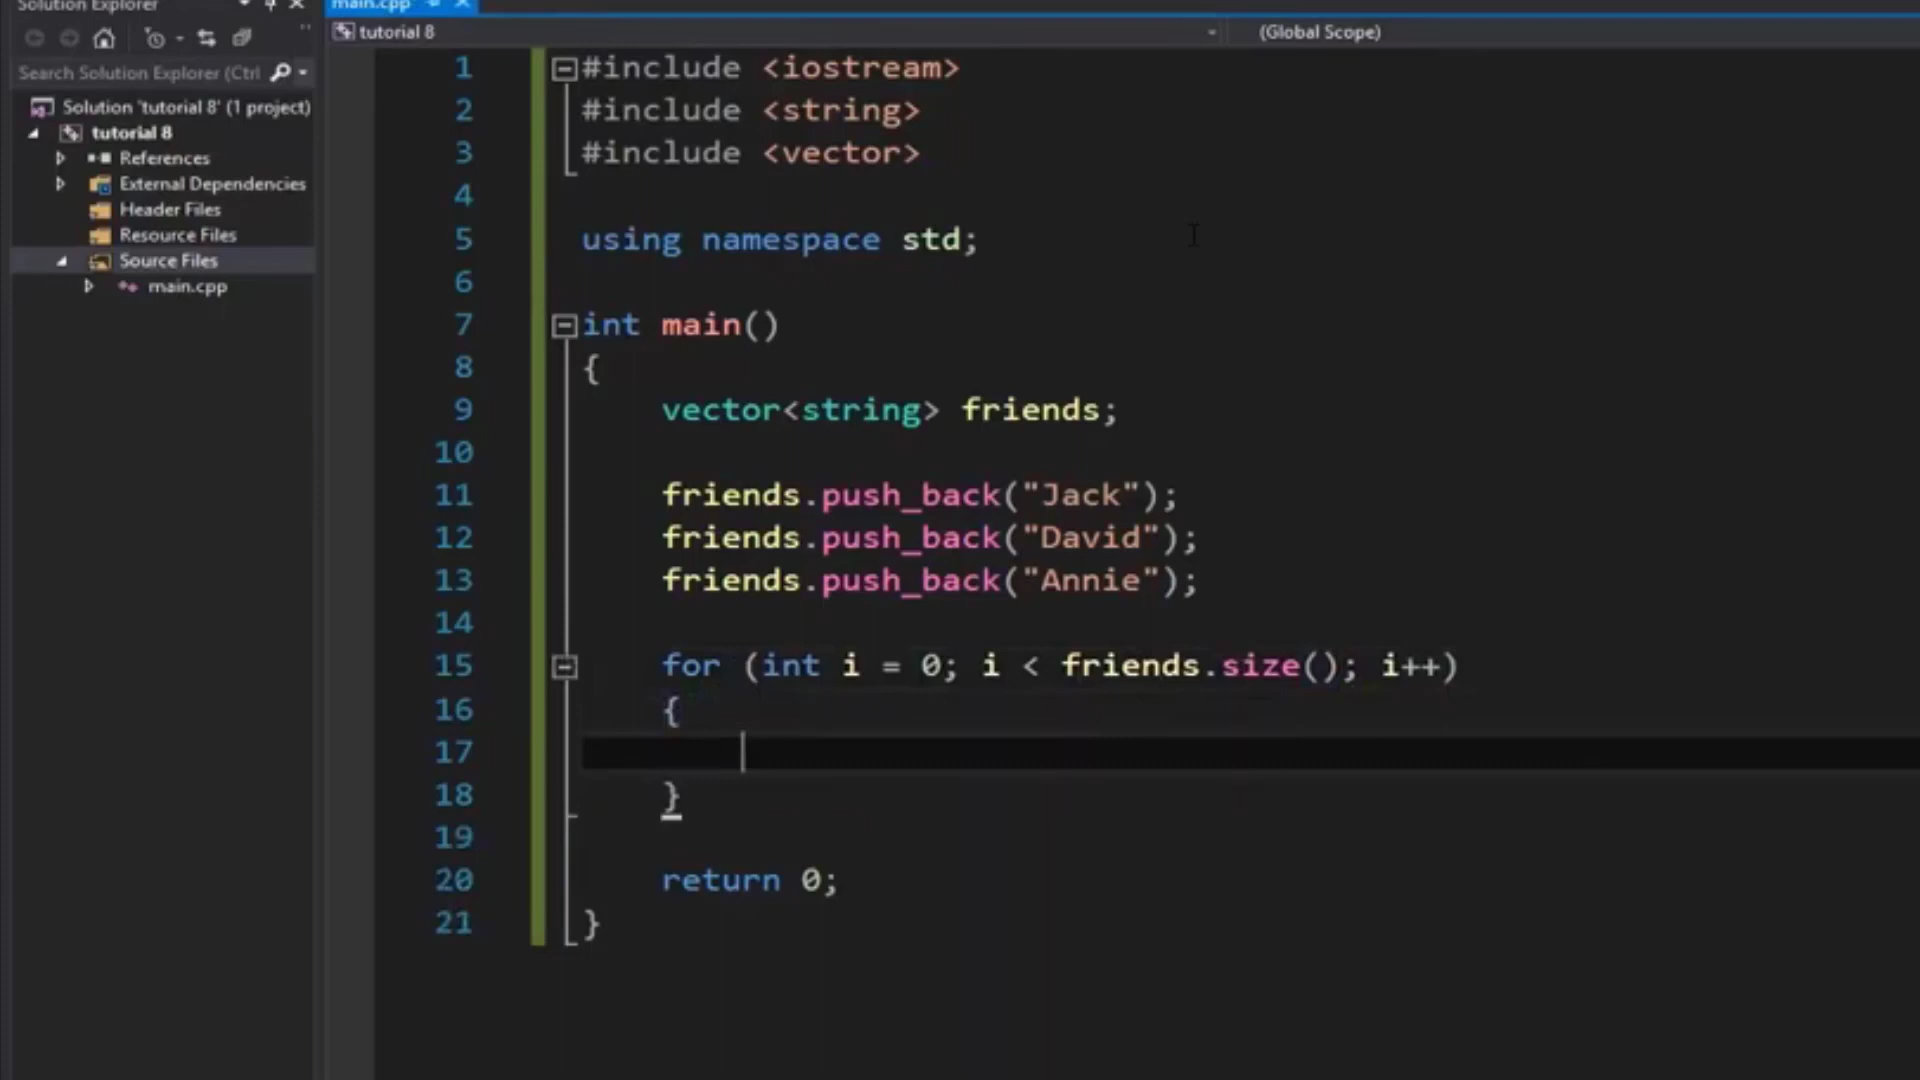 Solution Explorer
Search Solution Explorer (Ctrl
Solution 'tutorial 8' (1 project)
tutorial 8
References
External Dependencies
Header Files
Resource Files
Source Files
main.cpp
main.cpp
tutorial 8
(Global Scope)
1 #include <iostream>
2 #include <string>
3 #include <vector>
4
5 using namespace std;
6
7 int main()
8 {
9 vector<string> friends;
10
11 friends.push_back("Jack");
12 friends.push_back("David");
13 friends.push_back("Annie");
14
15 for (int i = 0; i < friends.size(); i++)
16 {
17
18 }
19
20 return 0;
21 }